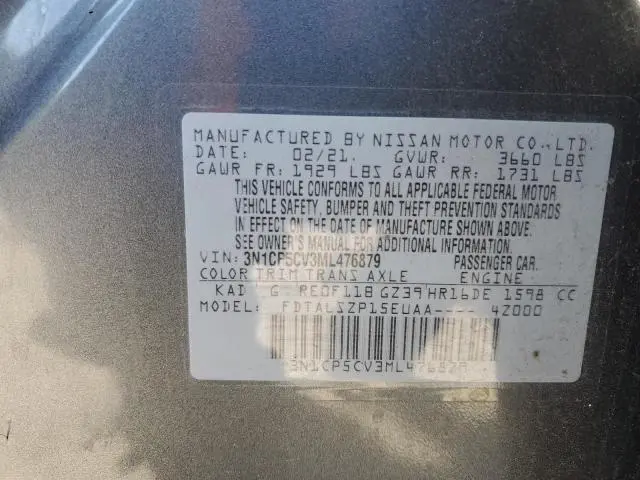 MANUFACTURED BY NISSAN MOTOR CO., LTD.
DATE: 02/21. GVWR: 3660 LBS
GAWR FR: 1929 LBS GAWR RR: 1731 LBS
THIS VEHICLE CONFORMS TO ALL APPLICABLE FEDERAL MOTOR
VEHICLE SAFETY, BUMPER AND THEFT PREVENTION STANDARDS
IN EFFECT ON THE DATE OF MANUFACTURE SHOWN ABOVE.
SEE OWNER'S MANUAL FOR ADDITIONAL INFORMATION.
VIN: 3N1CP5CV3ML476879 PASSENGER CAR.
COLOR TRIM TRANS AXLE ENGINE
KAD G RE0F11B GZ39 HR16DE 1598 CC
MODEL: FDTALSZP15EUAA---- 4Z000
3N1CP5CV3ML476879